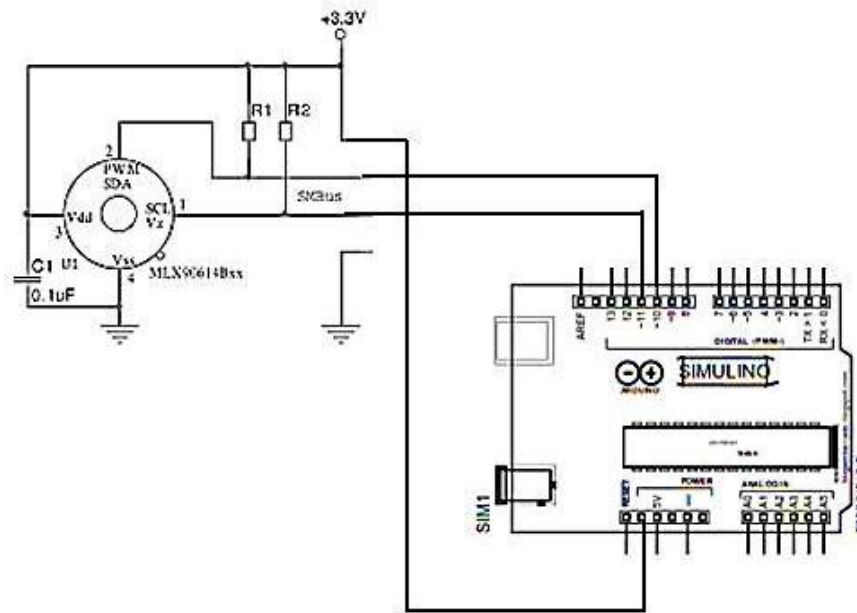 +3.3V
R1 R2
2
PWM
SDA
SCL 1
Vz
Vdd
3
SMBus
C1 U1 Vss
4
MLX90614Bxx
0.1uF
AREF
13
12
~11
~10
~9
8
7
~6
~5
4
~3
2
TX > 1
RX < 0
DIGITAL (PWM~)
ARDUINO
SIMULINO
SIM1
RESET
5V
POWER
ANALOG IN
A0
A1
A2
A3
A4
A5